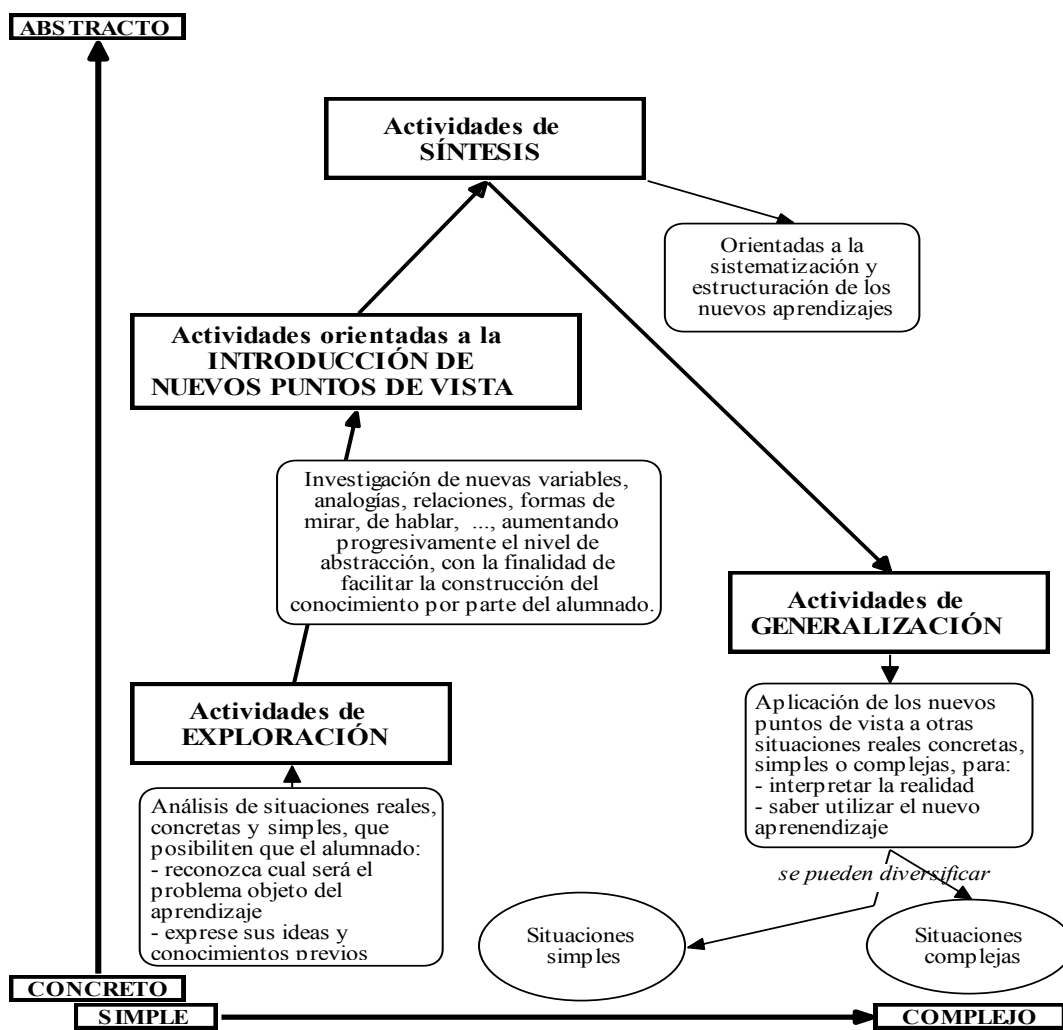 ABSTRACTO
Actividades de
SÍNTESIS
Orientadas a la
sistematización y
estructuración de los
nuevos aprendizajes
Actividades orientadas a la
INTRODUCCIÓN DE
NUEVOS PUNTOS DE VISTA
Investigación de nuevas variables,
analogías, relaciones, formas de
mirar, de hablar, ..., aumentando
progresivamente el nivel de
abstracción, con la finalidad de
facilitar la construcción del
conocimiento por parte del alumnado.
Actividades de
GENERALIZACIÓN
Actividades de
EXPLORACIÓN
Aplicación de los nuevos
puntos de vista a otras
situaciones reales concretas,
simples o complejas, para:
- interpretar la realidad
- saber utilizar el nuevo
aprenendizaje
Análisis de situaciones reales,
concretas y simples, que
posibiliten que el alumnado:
- reconozca cual será el
problema objeto del
aprendizaje
- exprese sus ideas y
conocimientos previos
se pueden diversificar
Situaciones
simples
Situaciones
complejas
CONCRETO
SIMPLE
COMPLEJO